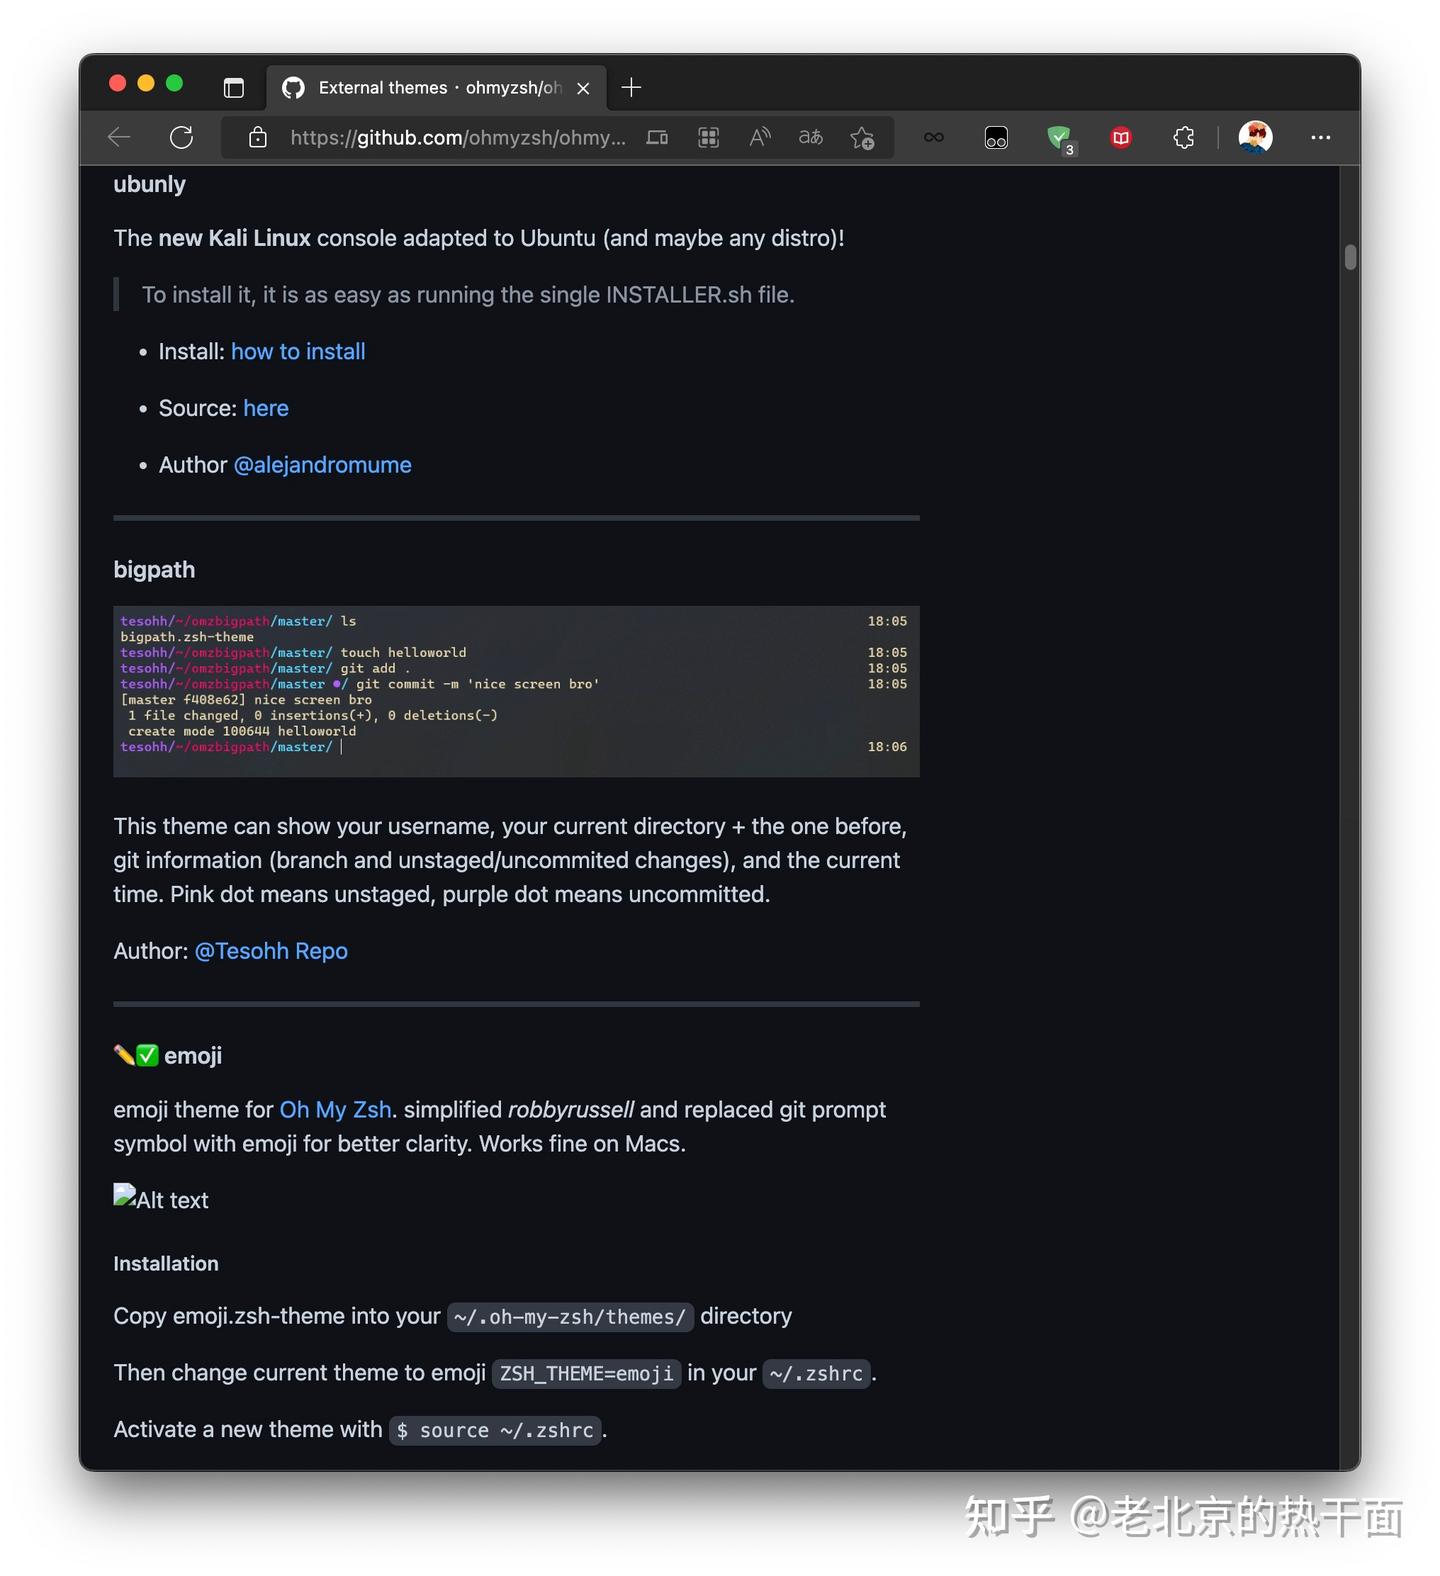 External themes · ohmyzsh/oh
https://github.com/ohmyzsh/ohmy...
aあ
3
ubunly
The new Kali Linux console adapted to Ubuntu (and maybe any distro)!
To install it, it is as easy as running the single INSTALLER.sh file.
• Install: how to install
• Source: here
• Author @alejandromume
bigpath
tesohh/~/omzbigpath/master/ ls 18:05
bigpath.zsh-theme
tesohh/~/omzbigpath/master/ touch helloworld 18:05
tesohh/~/omzbigpath/master/ git add . 18:05
tesohh/~/omzbigpath/master ●/ git commit -m 'nice screen bro' 18:05
[master f408e62] nice screen bro
1 file changed, 0 insertions(+), 0 deletions(-)
create mode 100644 helloworld
tesohh/~/omzbigpath/master/ 18:06
This theme can show your username, your current directory + the one before,
git information (branch and unstaged/uncommited changes), and the current
time. Pink dot means unstaged, purple dot means uncommitted.
Author: @Tesohh Repo
✏️✅ emoji
emoji theme for Oh My Zsh. simplified robbyrussell and replaced git prompt
symbol with emoji for better clarity. Works fine on Macs.
Alt text
Installation
Copy emoji.zsh-theme into your ~/.oh-my-zsh/themes/ directory
Then change current theme to emoji ZSH_THEME=emoji in your ~/.zshrc.
Activate a new theme with $ source ~/.zshrc.
知乎 @老北京的热干面